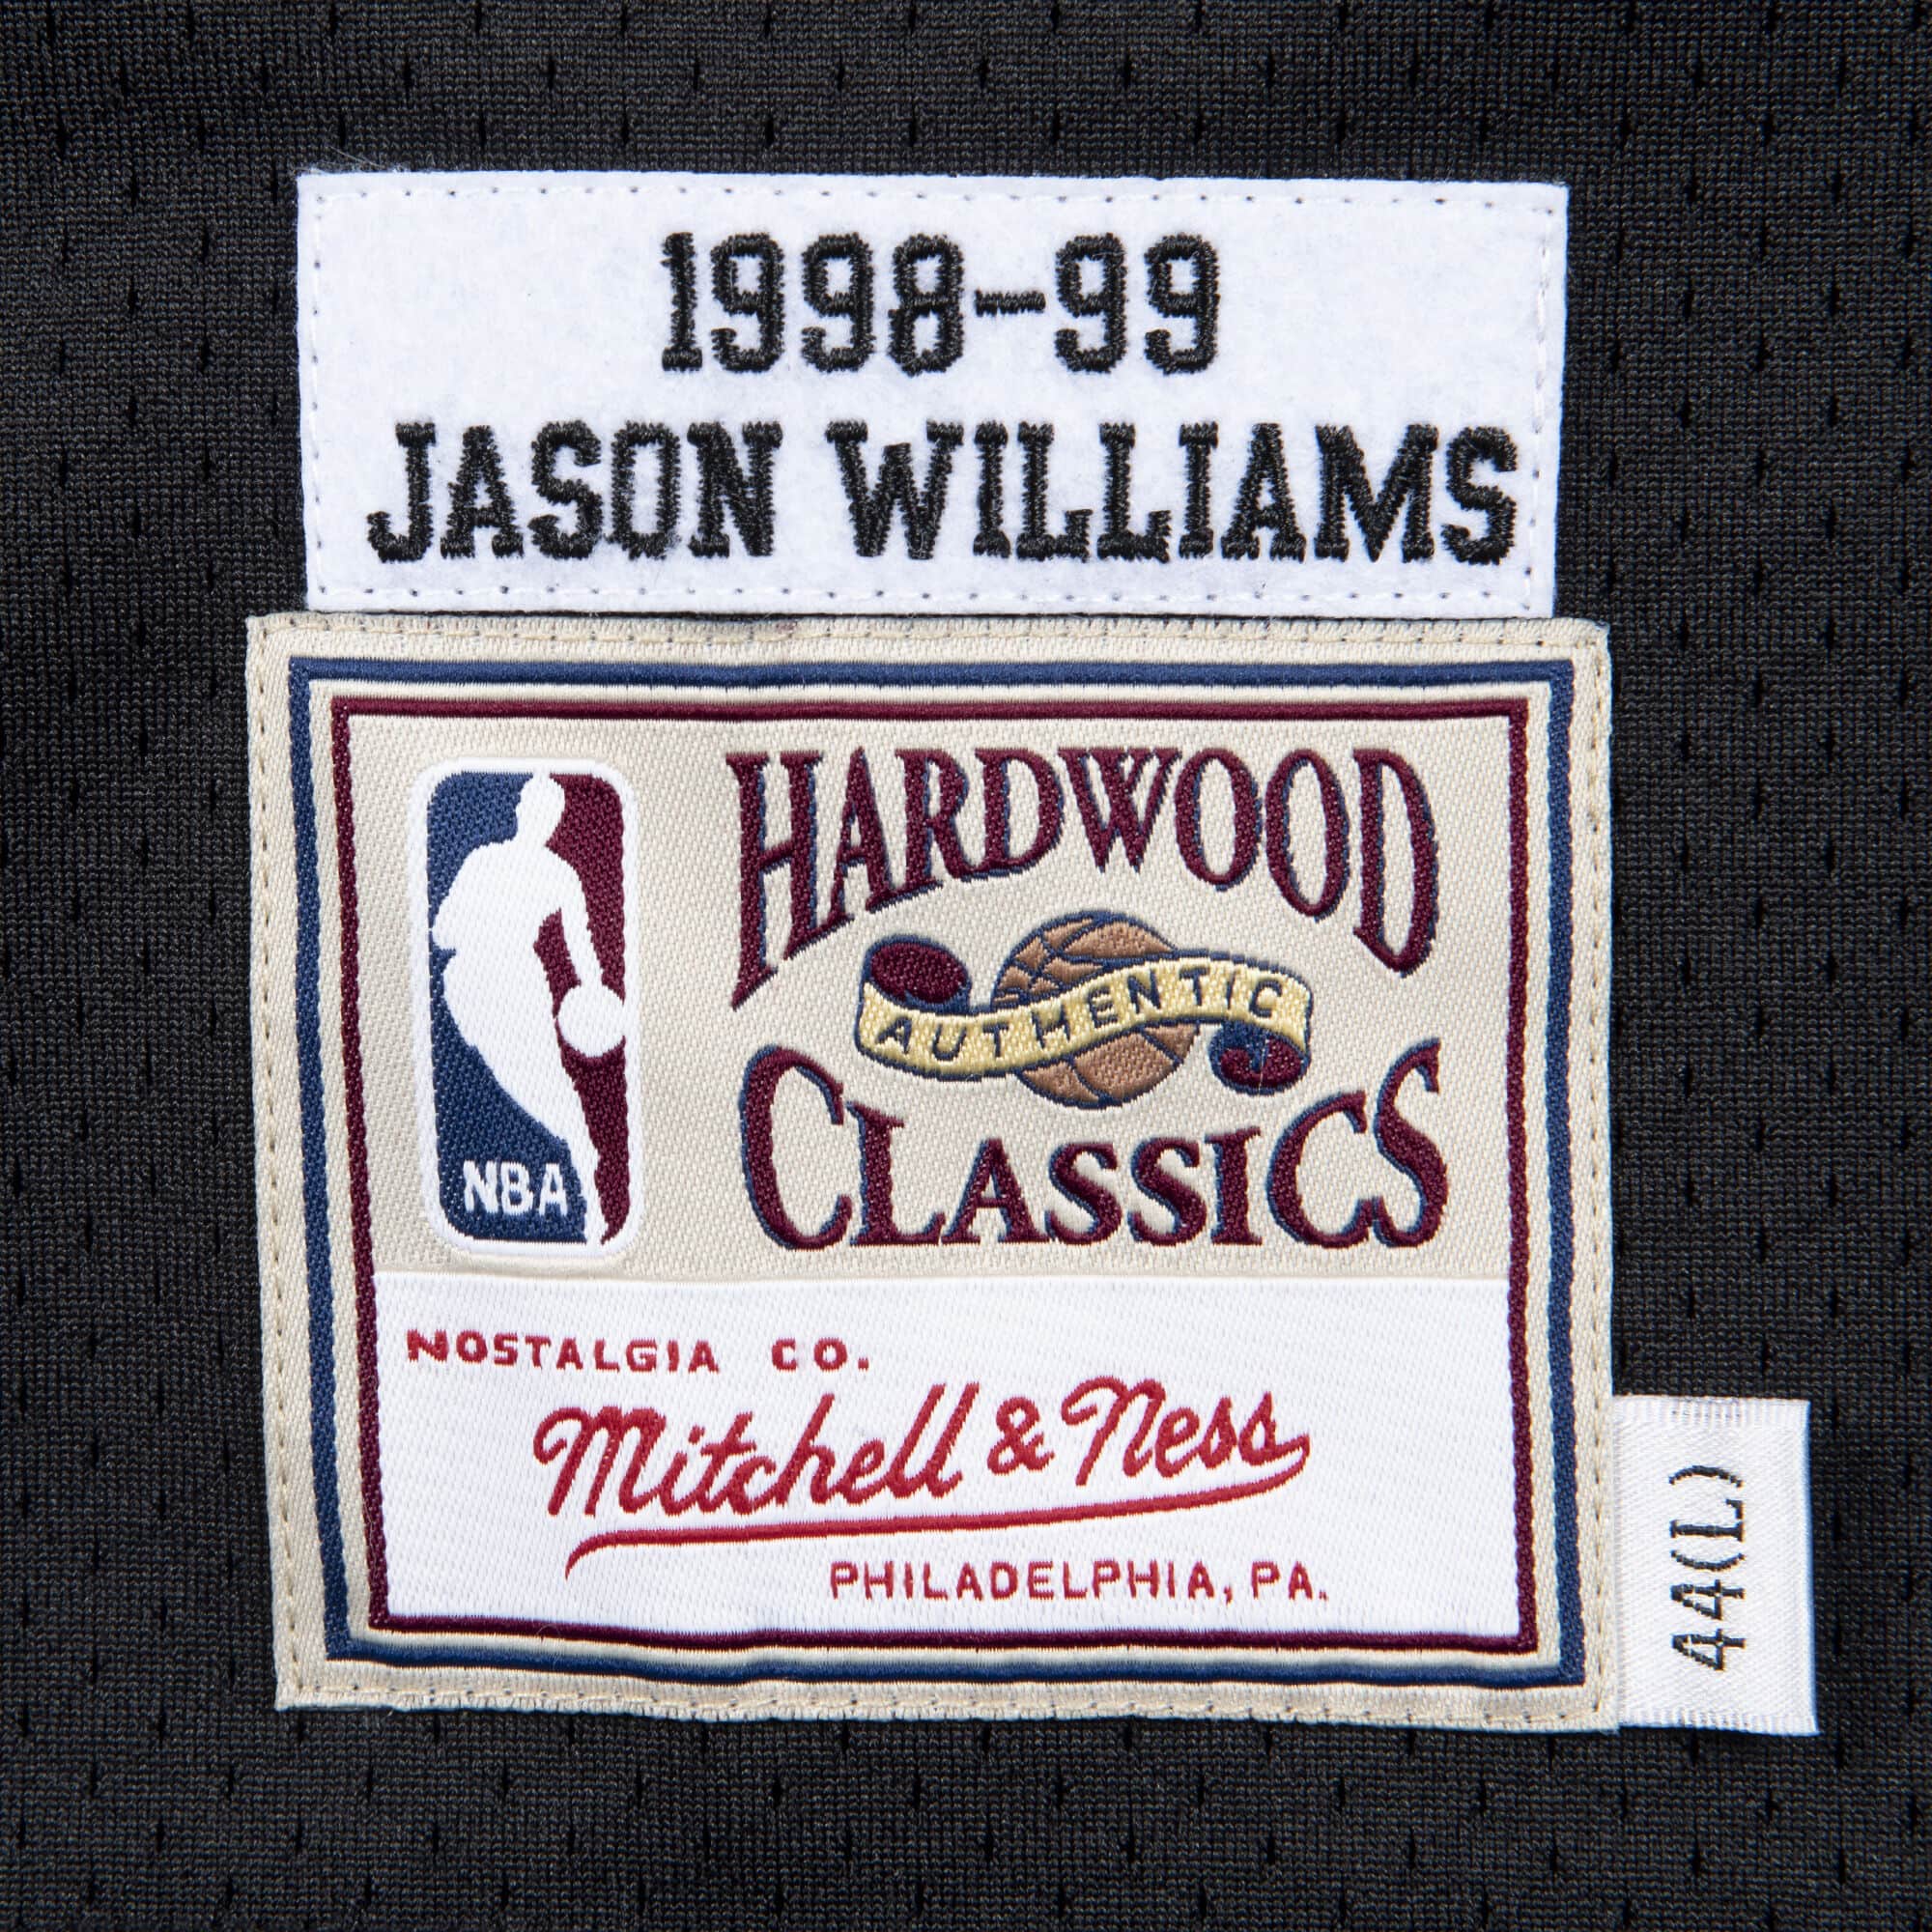 1998-99
JASON WILLIAMS
HARDWOOD
AUTHENTIC
CLASSICS
NBA
NOSTALGIA CO.
Mitchell & Ness
PHILADELPHIA, PA.
44(L)